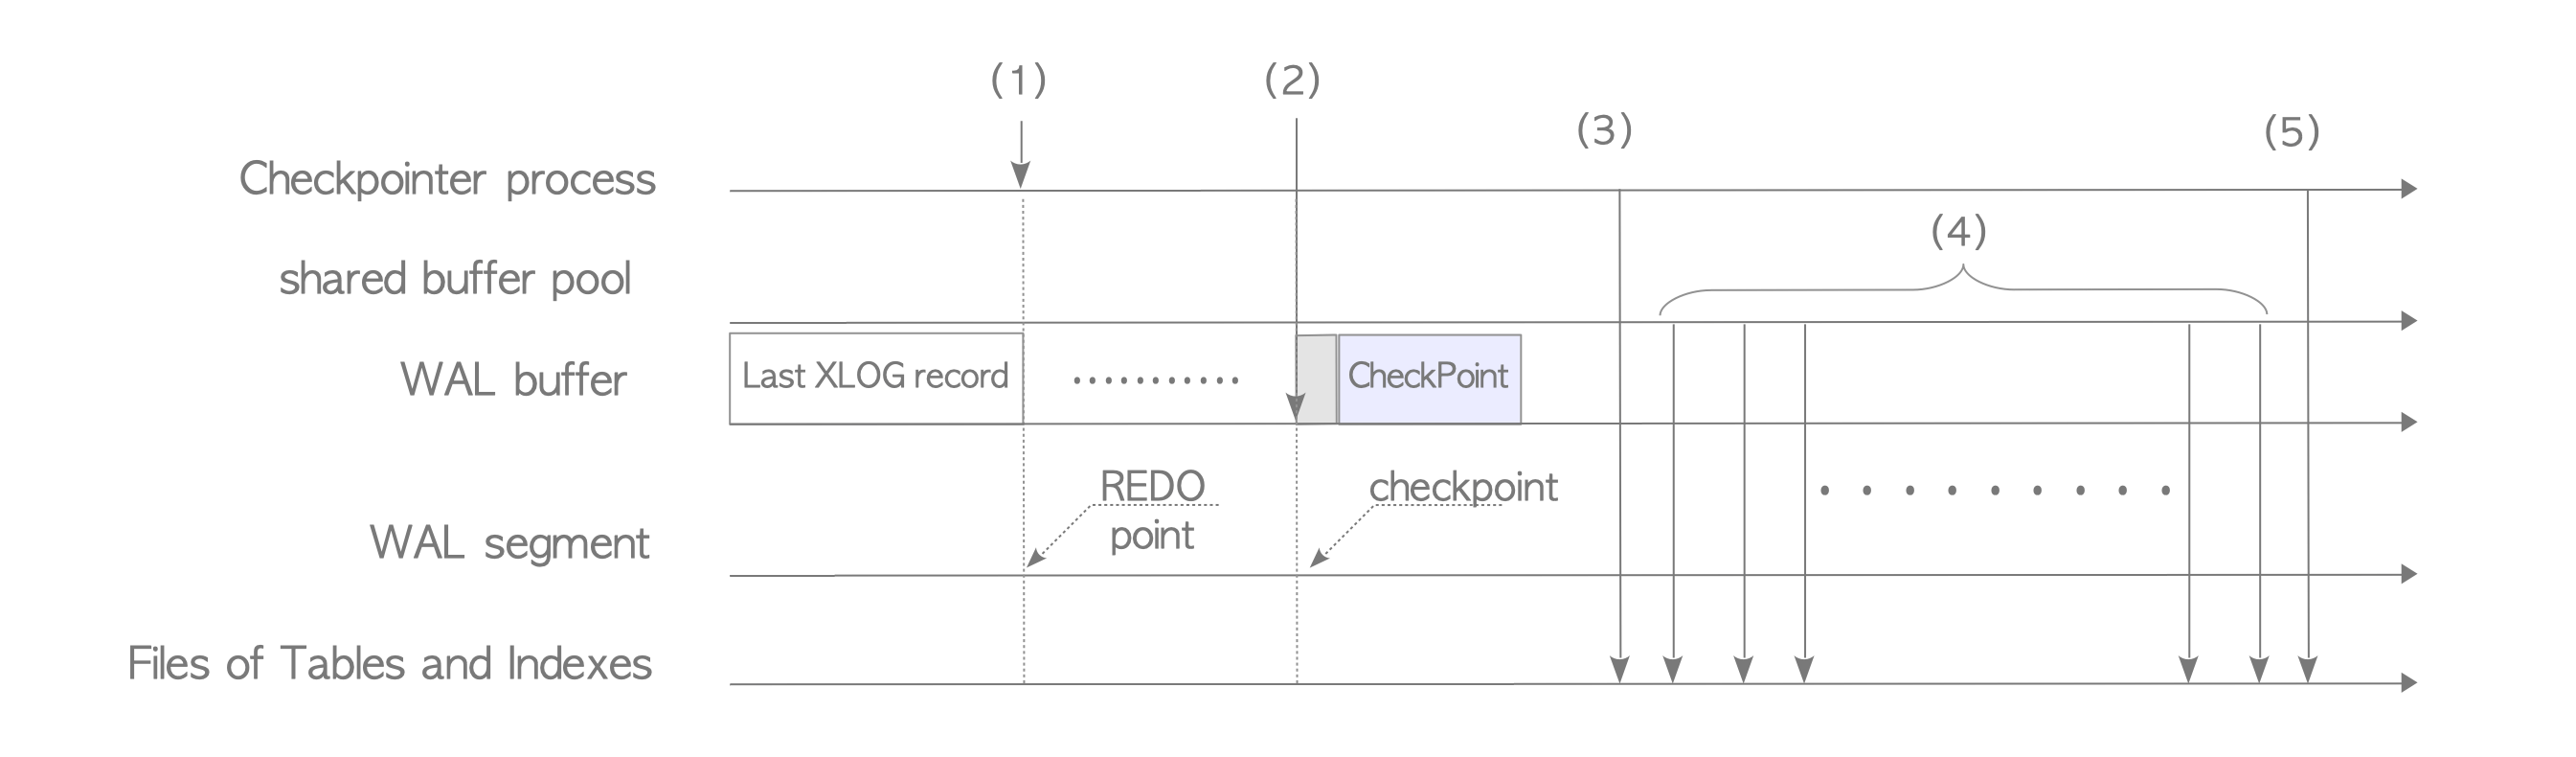 (1)
(2)
(3)
(5)
Checkpointer process
(4)
shared buffer pool
WAL buffer
Last XLOG record
CheckPoint
REDO
point
checkpoint
WAL segment
Files of Tables and Indexes